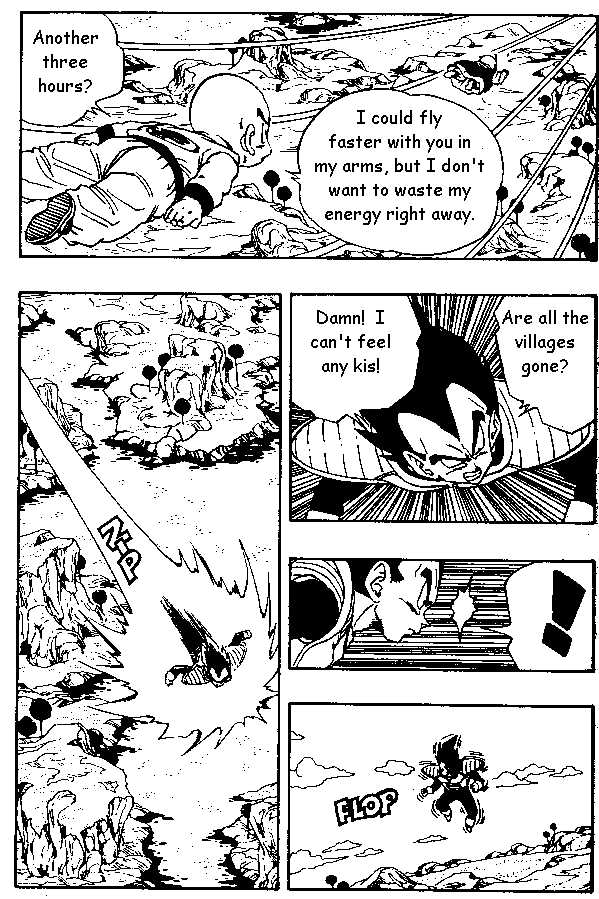 Another
three
hours?
I could fly
faster with you in
my arms, but I don't
want to waste my
energy right away.
Damn! I
can't feel
any kis!
Are all the
villages
gone?
!
FLOP